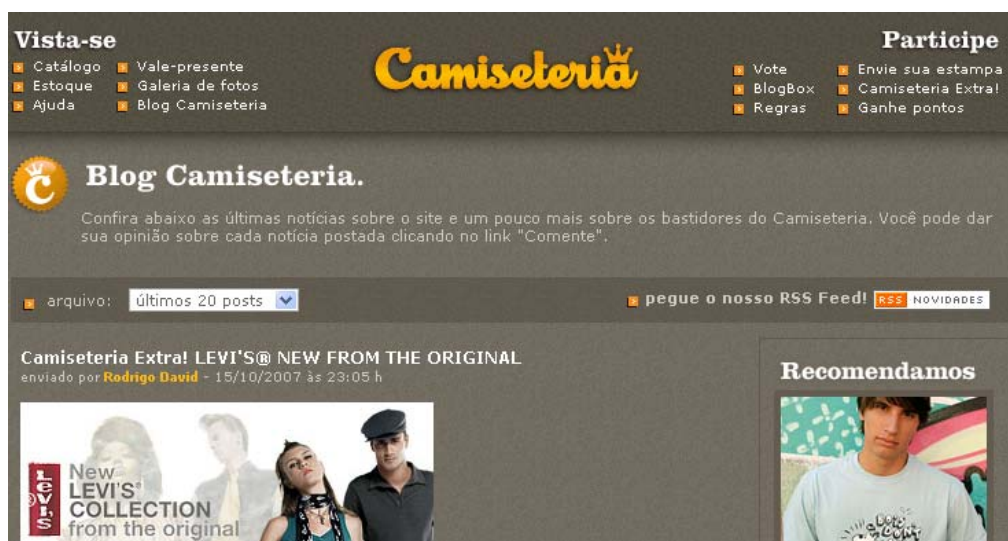 Vista-se
Catálogo
Vale-presente
Estoque
Galeria de fotos
Ajuda
Blog Camiseteria
Camiseteria
Participe
Vote
Envie sua estampa
BlogBox
Camiseteria Extra!
Regras
Ganhe pontos
Blog Camiseteria.
Confira abaixo as últimas notícias sobre o site e um pouco mais sobre os bastidores do Camiseteria. Você pode dar
sua opinião sobre cada notícia postada clicando no link "Comente".
arquivo:
últimos 20 posts
pegue o nosso RSS Feed!
RSS NOVIDADES
Camiseteria Extra! LEVI'S® NEW FROM THE ORIGINAL
enviado por Rodrigo David - 15/10/2007 às 23:05 h
LEVI'S
New
LEVI'S®
COLLECTION
from the original
Recomendamos